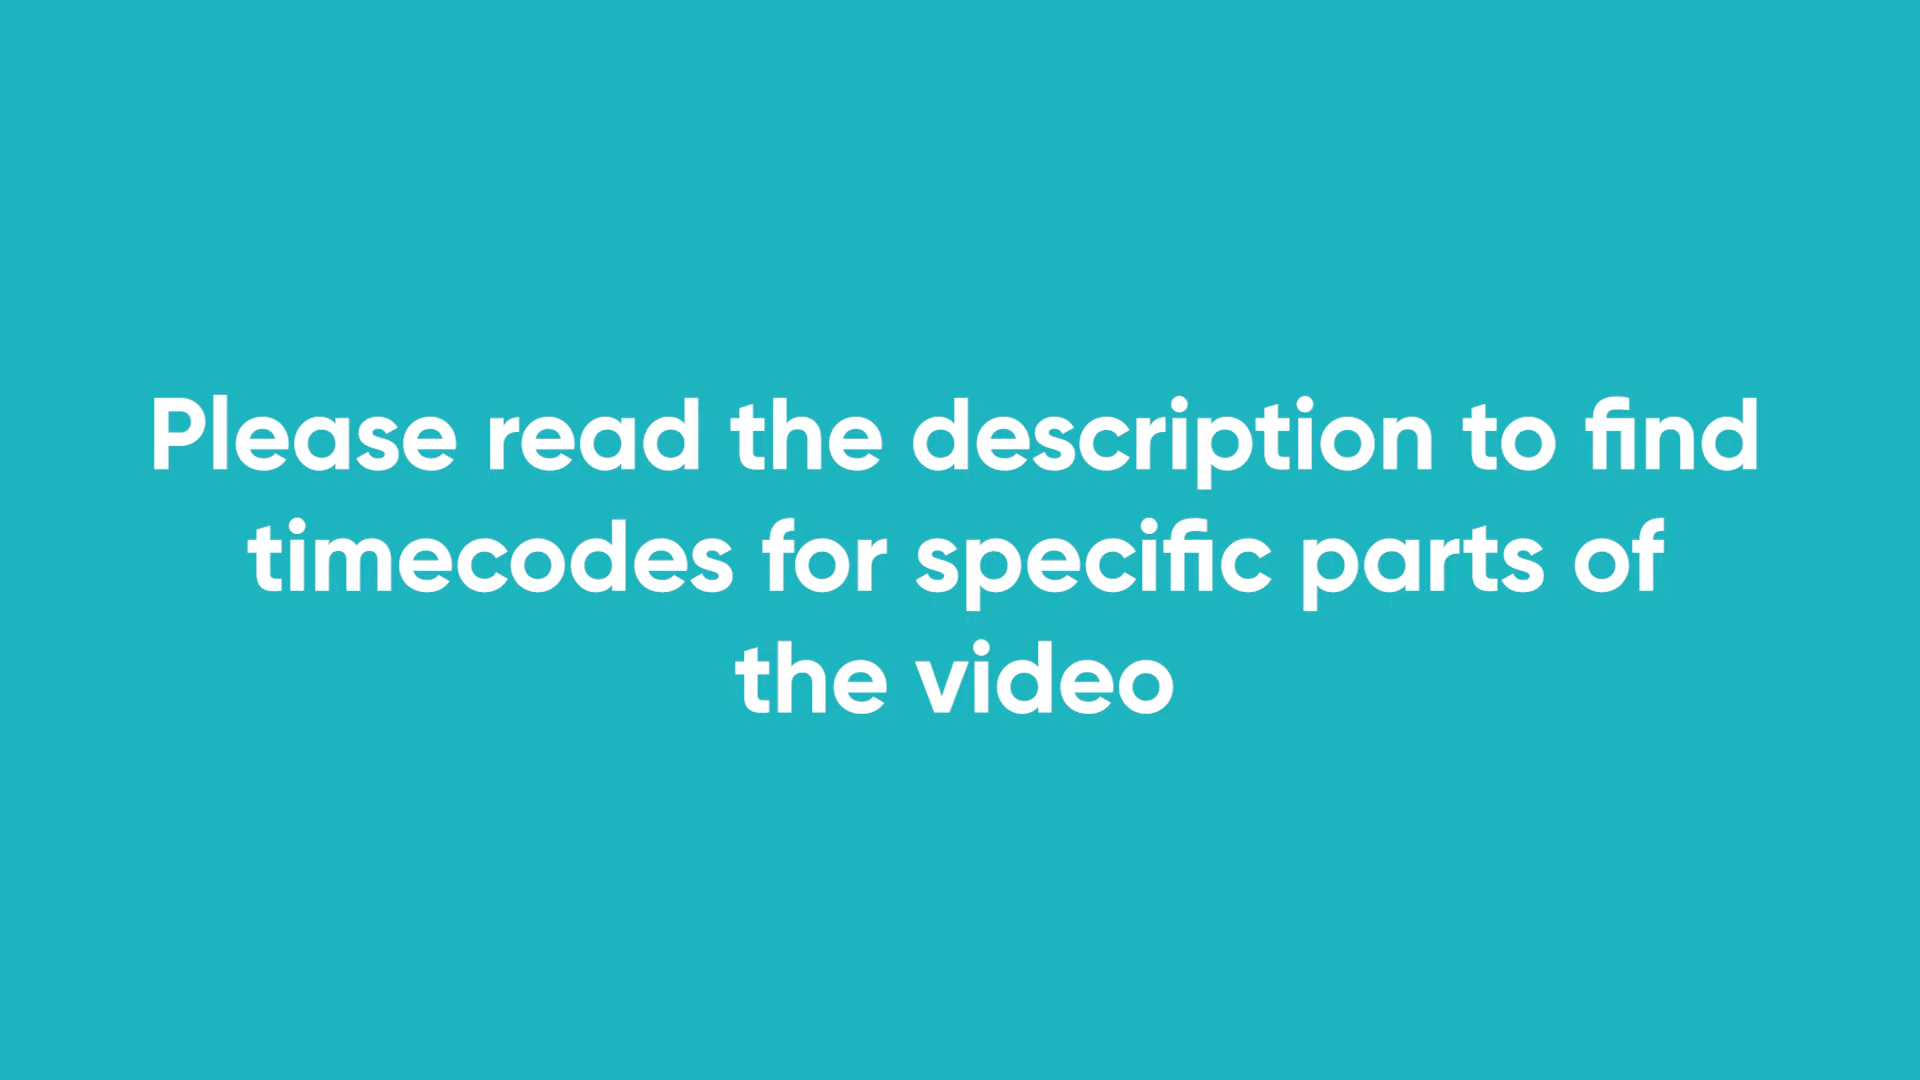 Please read the description to find
timecodes for specific parts of
the video